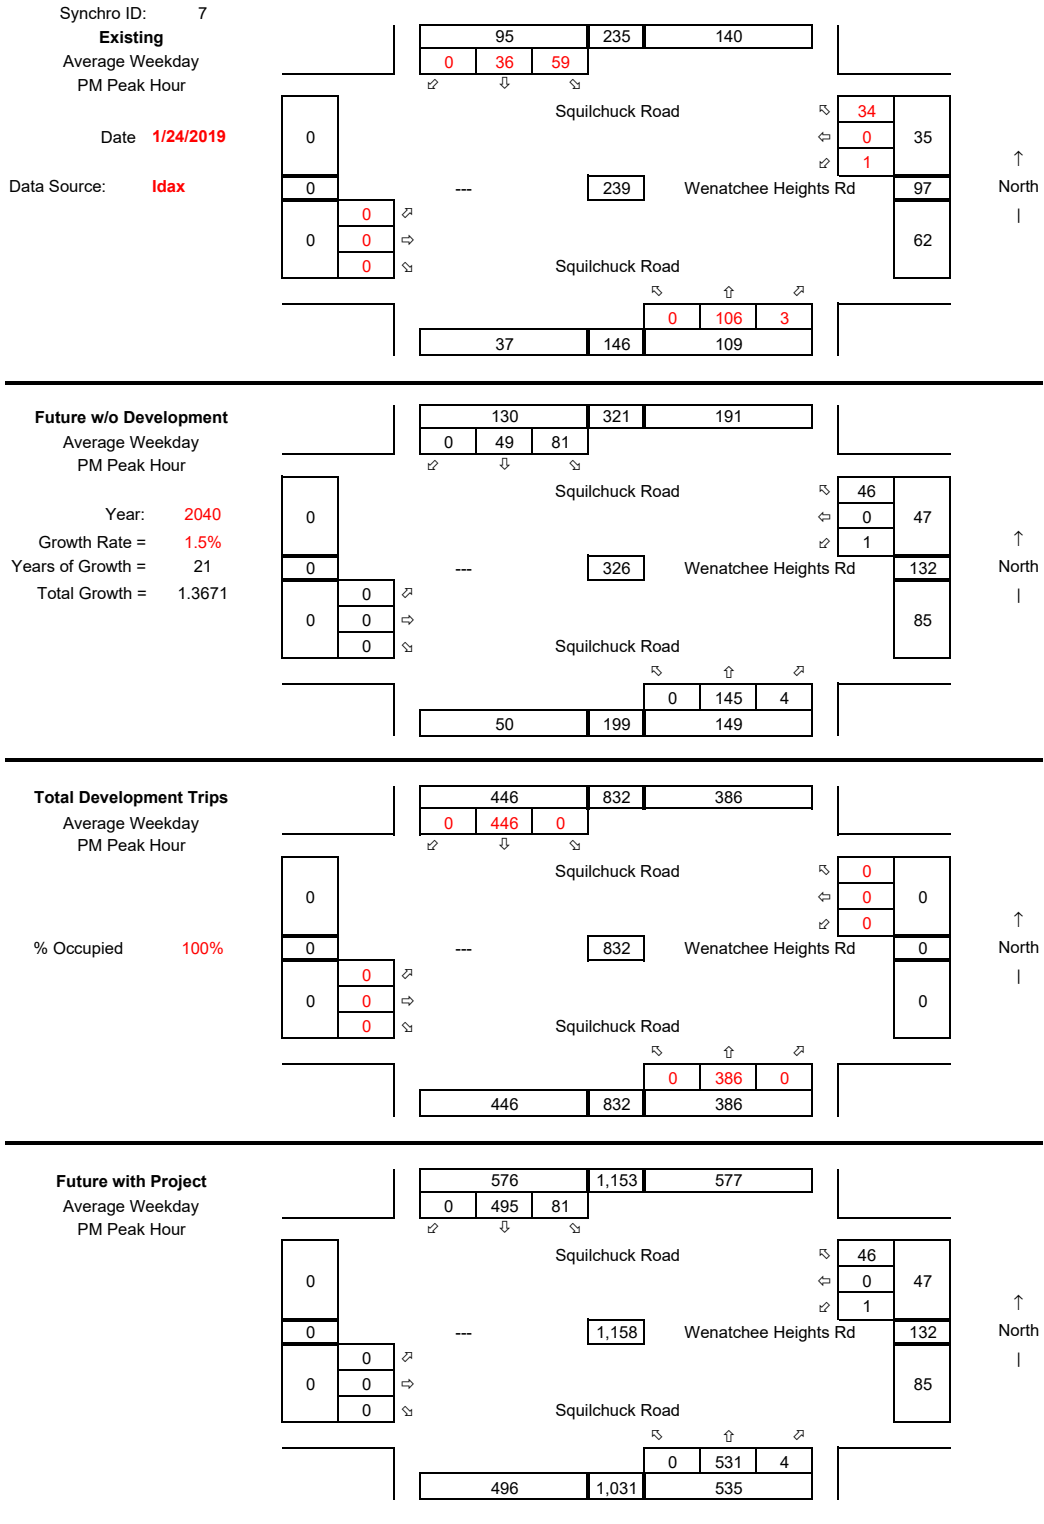 Synchro ID: 7
Existing 95 235 140
Average Weekday 0 36 59
PM Peak Hour ⬃ ⇩ ⬂
Squilchuck Road ⬁ 34
Date 1/24/2019 0 ⇦ 0 35
⬃ 1 ↑
Data Source: Idax 0 --- 239 Wenatchee Heights Rd 97 North
0 ⬀ |
0 0 ⇨ 62
0 ⬂ Squilchuck Road
⬁ ⇧ ⬀
0 106 3
37 146 109
Future w/o Development 130 321 191
Average Weekday 0 49 81
PM Peak Hour ⬃ ⇩ ⬂
Squilchuck Road ⬁ 46
Year: 2040 0 ⇦ 0 47
Growth Rate = 1.5% ⬃ 1 ↑
Years of Growth = 21 0 --- 326 Wenatchee Heights Rd 132 North
Total Growth = 1.3671 0 ⬀ |
0 0 ⇨ 85
0 ⬂ Squilchuck Road
⬁ ⇧ ⬀
0 145 4
50 199 149
Total Development Trips 446 832 386
Average Weekday 0 446 0
PM Peak Hour ⬃ ⇩ ⬂
Squilchuck Road ⬁ 0
0 ⇦ 0 0
⬃ 0 ↑
% Occupied 100% 0 --- 832 Wenatchee Heights Rd 0 North
0 ⬀ |
0 0 ⇨ 0
0 ⬂ Squilchuck Road
⬁ ⇧ ⬀
0 386 0
446 832 386
Future with Project 576 1,153 577
Average Weekday 0 495 81
PM Peak Hour ⬃ ⇩ ⬂
Squilchuck Road ⬁ 46
0 ⇦ 0 47
⬃ 1 ↑
0 --- 1,158 Wenatchee Heights Rd 132 North
0 ⬀ |
0 0 ⇨ 85
0 ⬂ Squilchuck Road
⬁ ⇧ ⬀
0 531 4
496 1,031 535